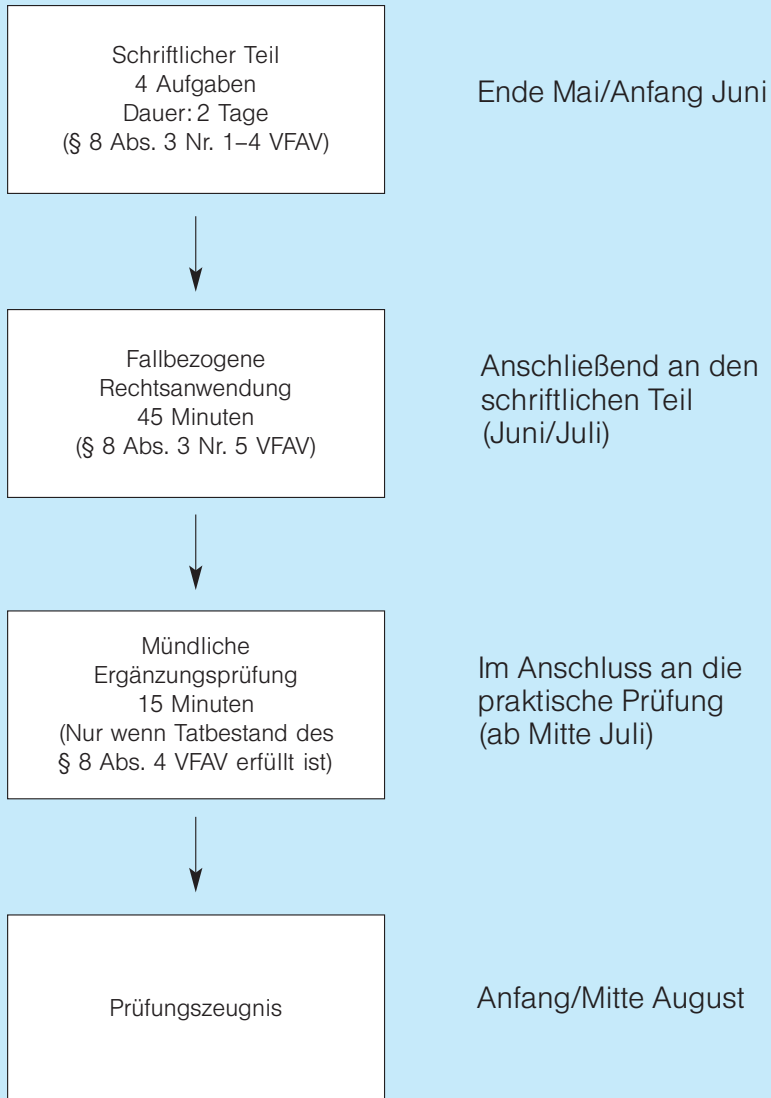 Schriftlicher Teil
4 Aufgaben
Dauer: 2 Tage
(§ 8 Abs. 3 Nr. 1–4 VFAV)
Ende Mai/Anfang Juni
Fallbezogene
Rechtsanwendung
45 Minuten
(§ 8 Abs. 3 Nr. 5 VFAV)
Anschließend an den
schriftlichen Teil
(Juni/Juli)
Mündliche
Ergänzungsprüfung
15 Minuten
(Nur wenn Tatbestand des
§ 8 Abs. 4 VFAV erfüllt ist)
Im Anschluss an die
praktische Prüfung
(ab Mitte Juli)
Prüfungszeugnis
Anfang/Mitte August